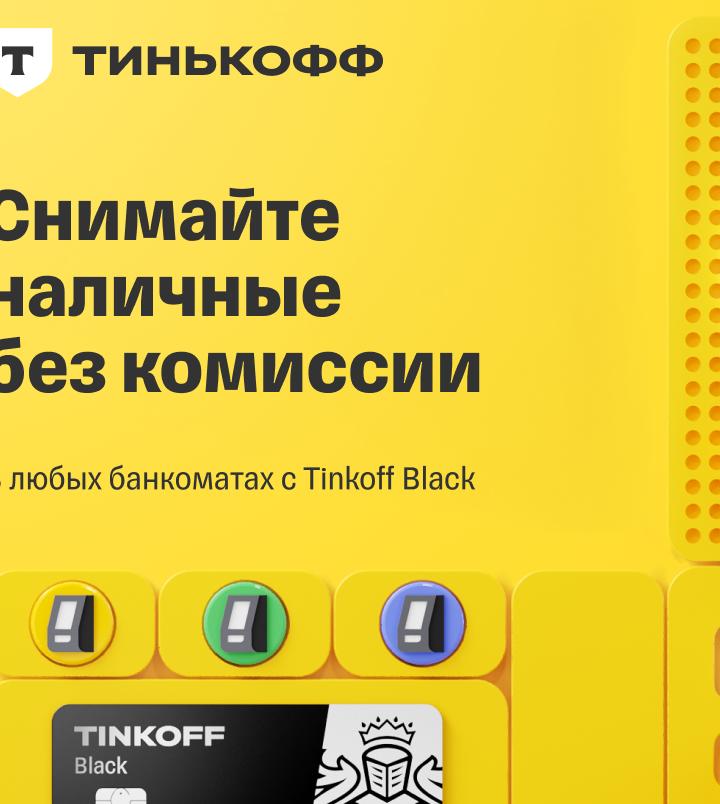 Т ТИНЬКОФФ
Снимайте
наличные
без комиссии
в любых банкоматах с Tinkoff Black
TINKOFF
Black